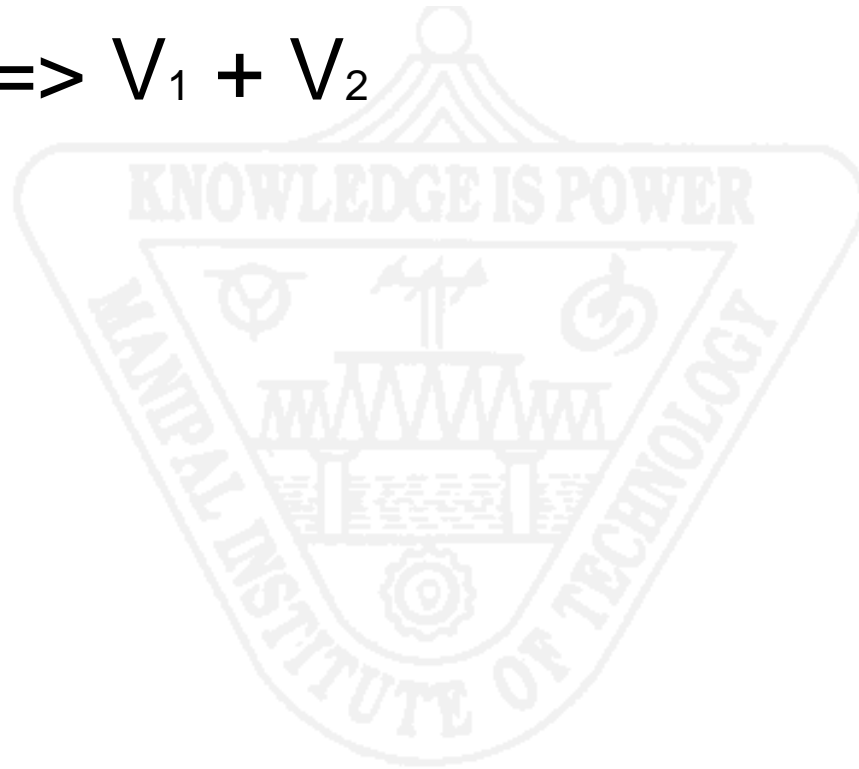 => V₁ + V₂
KNOWLEDGE IS POWER
MANIPAL INSTITUTE OF TECHNOLOGY